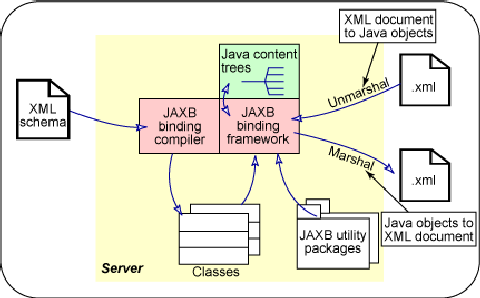 XML document
to Java objects
Java content
trees
Unmarshal
.xml
XML
schema
JAXB
binding
compiler
JAXB
binding
framework
Marshal
.xml
Java objects to
XML document
JAXB utility
packages
Server
Classes